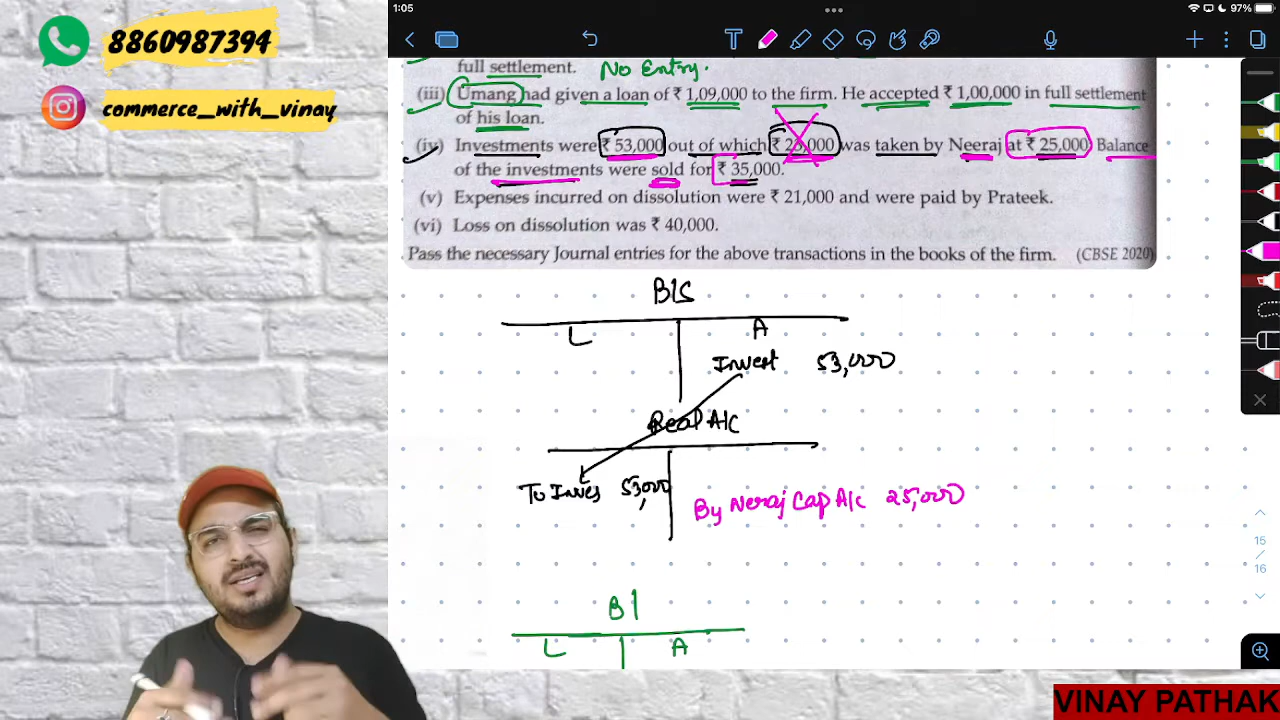 8860987394
commerce_with_vinay
1:05
97%
full settlement. No Entry.
(iii) Umang had given a loan of ₹ 1,09,000 to the firm. He accepted ₹ 1,00,000 in full settlement
of his loan.
(iv) Investments were ₹ 53,000 out of which ₹ 23,000 was taken by Neeraj at ₹ 25,000. Balance
of the investments were sold for ₹ 35,000.
(v) Expenses incurred on dissolution were ₹ 21,000 and were paid by Prateek.
(vi) Loss on dissolution was ₹ 40,000.
Pass the necessary Journal entries for the above transactions in the books of the firm. (CBSE 2020)
B/S
L A
Invest 53,000
Real A/c
To Inves 53,000
By Neraj Cap A/c 25,000
B/
L A
15
/
16
VINAY PATHAK